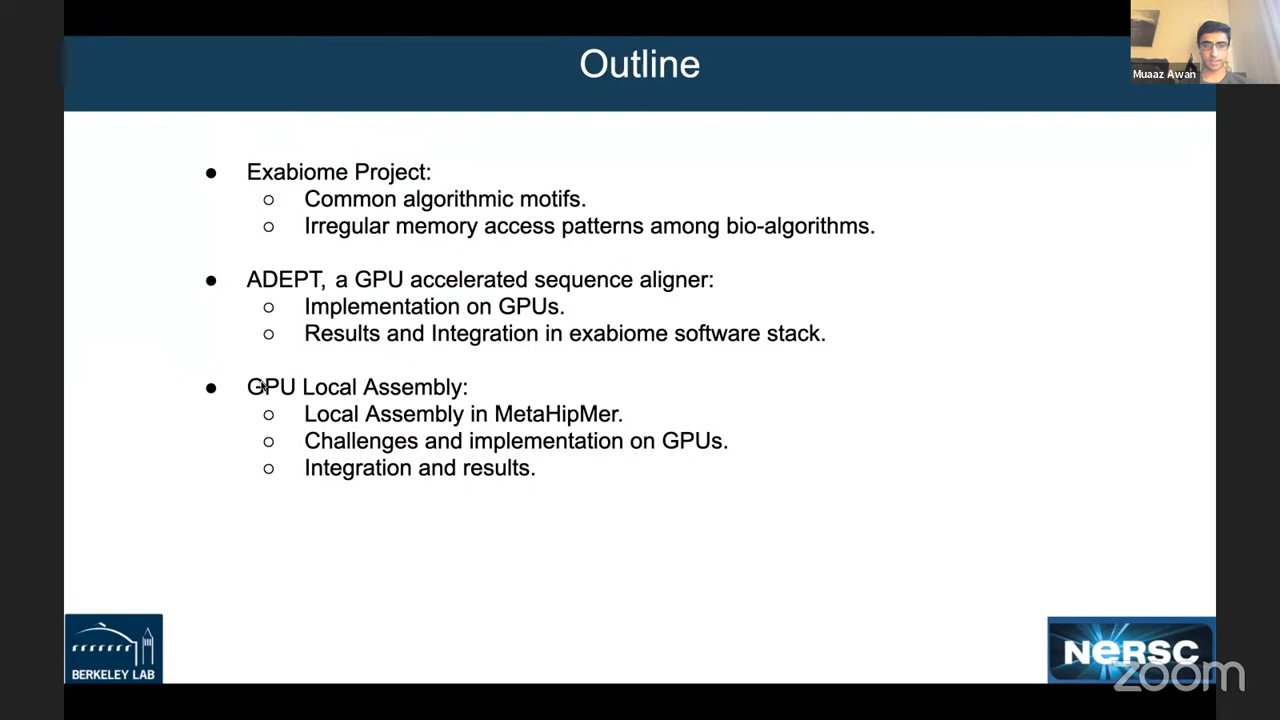 Outline
Muaaz Awan
● Exabiome Project:
○ Common algorithmic motifs.
○ Irregular memory access patterns among bio-algorithms.
● ADEPT, a GPU accelerated sequence aligner:
○ Implementation on GPUs.
○ Results and Integration in exabiome software stack.
● GPU Local Assembly:
○ Local Assembly in MetaHipMer.
○ Challenges and implementation on GPUs.
○ Integration and results.
BERKELEY LAB
NERSC
zoom